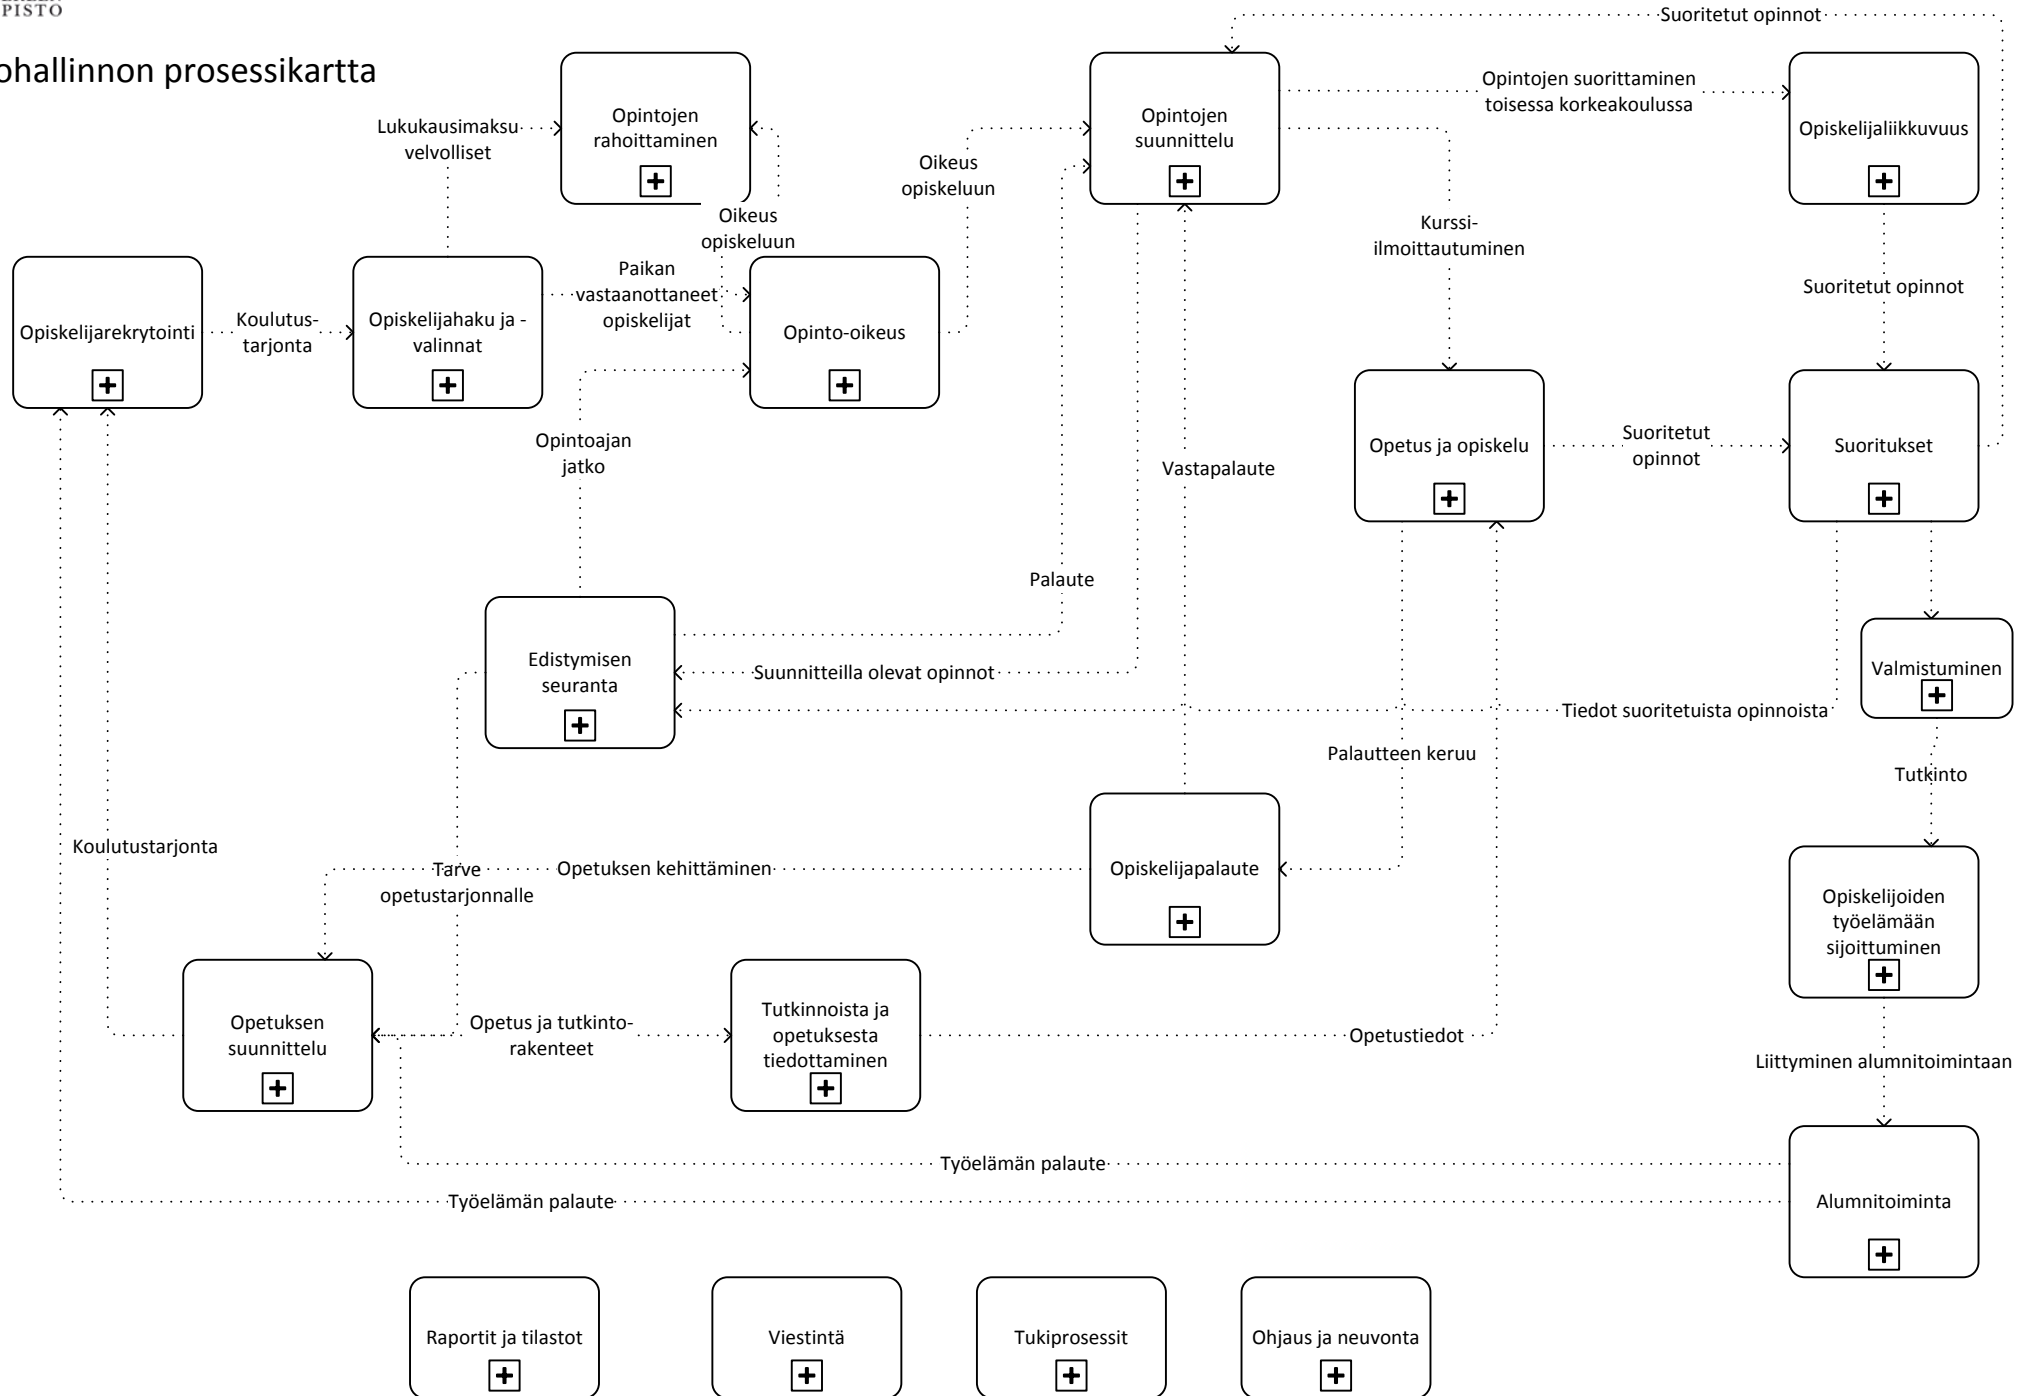 PISTO
ohallinnon prosessikartta
Suoritetut opinnot
Opintojen
rahoittaminen
Opintojen
suunnittelu
Opintojen suorittaminen
toisessa korkeakoulussa
Opiskelijaliikkuvuus
Lukukausimaksu
velvolliset
Oikeus
opiskeluun
Oikeus
opiskeluun
Kurssi-
ilmoittautuminen
Suoritetut opinnot
Opiskelijarekrytointi
Koulutus-
tarjonta
Opiskelijahaku ja -
valinnat
Paikan
vastaanottaneet
opiskelijat
Opinto-oikeus
Opintoajan
jatko
Vastapalaute
Opetus ja opiskelu
Suoritetut
opinnot
Suoritukset
Palaute
Edistymisen
seuranta
Suunnitteilla olevat opinnot
Valmistuminen
Tiedot suoritetuista opinnoista
Palautteen keruu
Tutkinto
Koulutustarjonta
Tarve
opetustarjonnalle
Opetuksen kehittäminen
Opiskelijapalaute
Opiskelijoiden
työelämään
sijoittuminen
Opetuksen
suunnittelu
Opetus ja tutkinto-
rakenteet
Tutkinnoista ja
opetuksesta
tiedottaminen
Opetustiedot
Liittyminen alumnitoimintaan
Työelämän palaute
Työelämän palaute
Alumnitoiminta
Raportit ja tilastot
Viestintä
Tukiprosessit
Ohjaus ja neuvonta